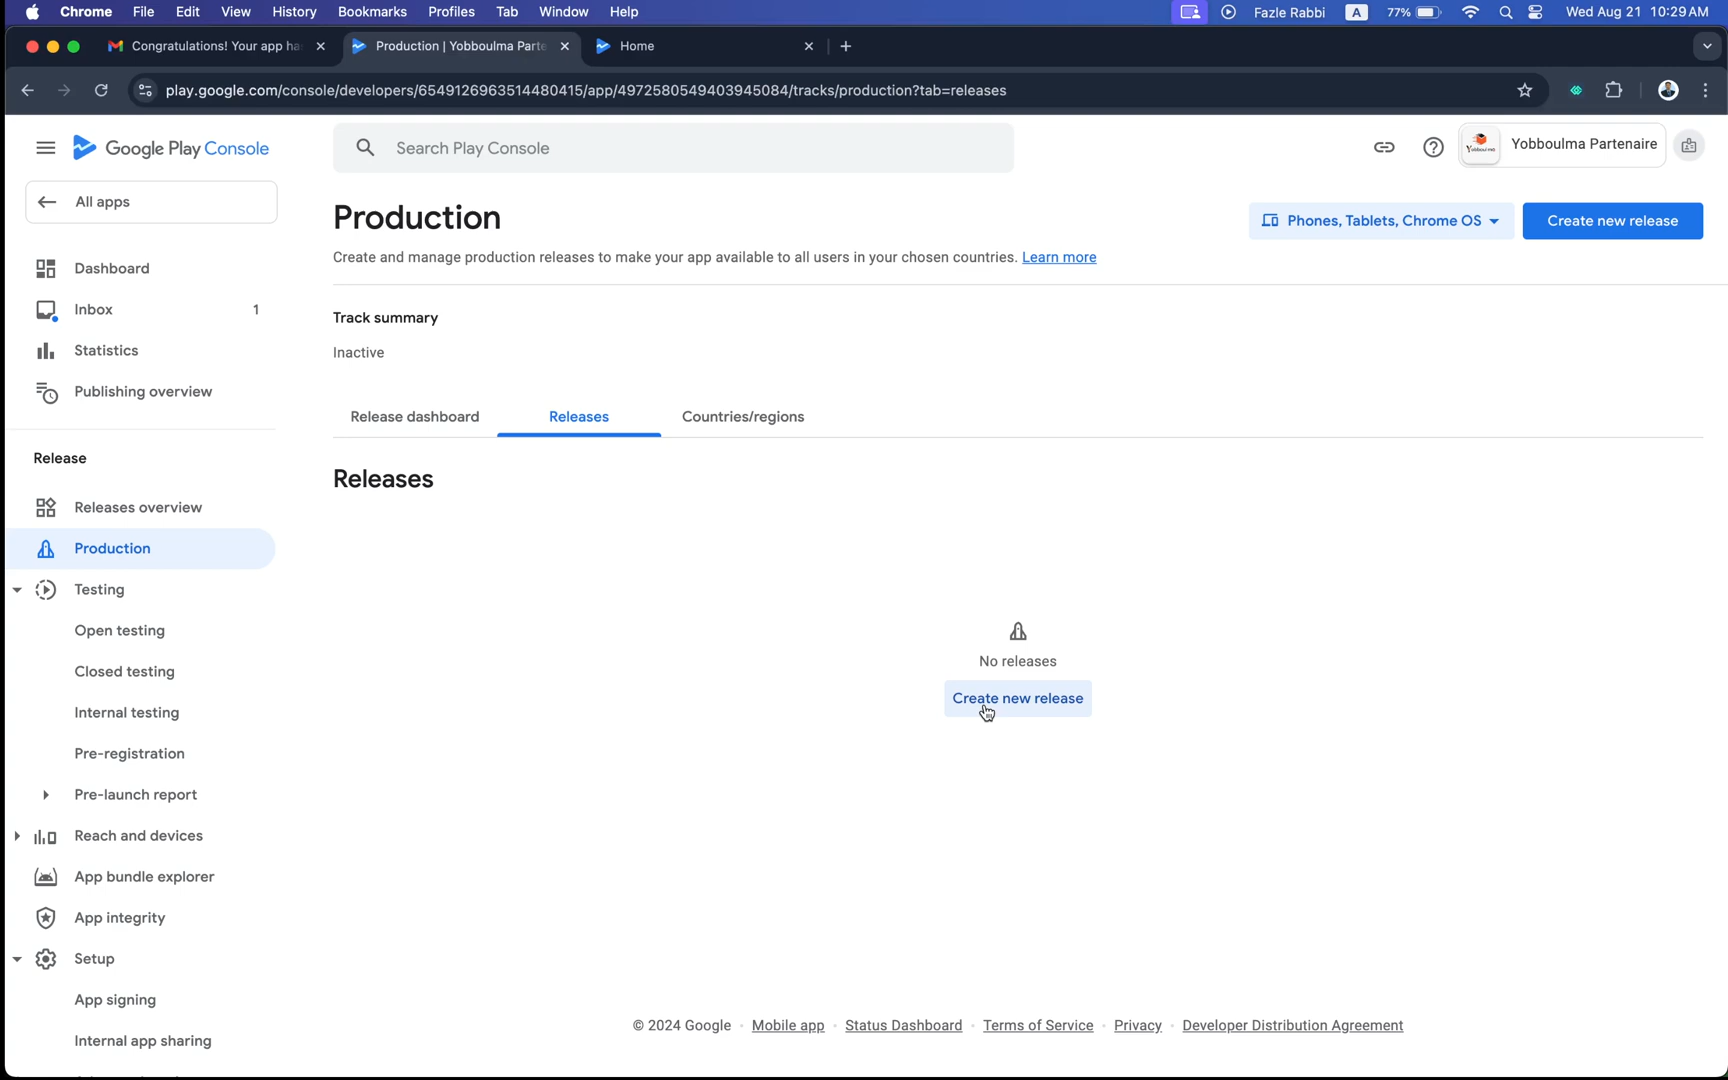 Chrome File Edit View History Bookmarks Profiles Tab Window Help Fazle Rabbi A 77% Wed Aug 21 10:29 AM
Congratulations! Your app ha Production | Yobboulma Parte Home
play.google.com/console/developers/6549126963514480415/app/4972580549403945084/tracks/production?tab=releases
Google Play Console
Search Play Console
Yobboulma Partenaire
All apps
Dashboard
Inbox 1
Statistics
Publishing overview
Release
Releases overview
Production
Testing
Open testing
Closed testing
Internal testing
Pre-registration
Pre-launch report
Reach and devices
App bundle explorer
App integrity
Setup
App signing
Internal app sharing
Production
Phones, Tablets, Chrome OS
Create new release
Create and manage production releases to make your app available to all users in your chosen countries. Learn more
Track summary
Inactive
Release dashboard Releases Countries/regions
Releases
No releases
Create new release
© 2024 Google · Mobile app · Status Dashboard · Terms of Service · Privacy · Developer Distribution Agreement